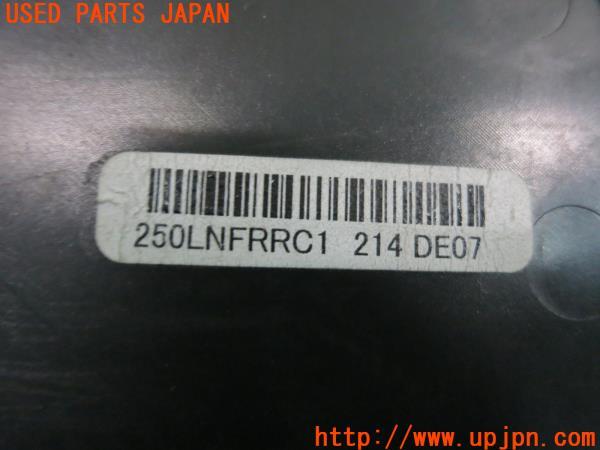 USED PARTS JAPAN
250LNFRRC1 214 DE07
http://www.upjpn.com/